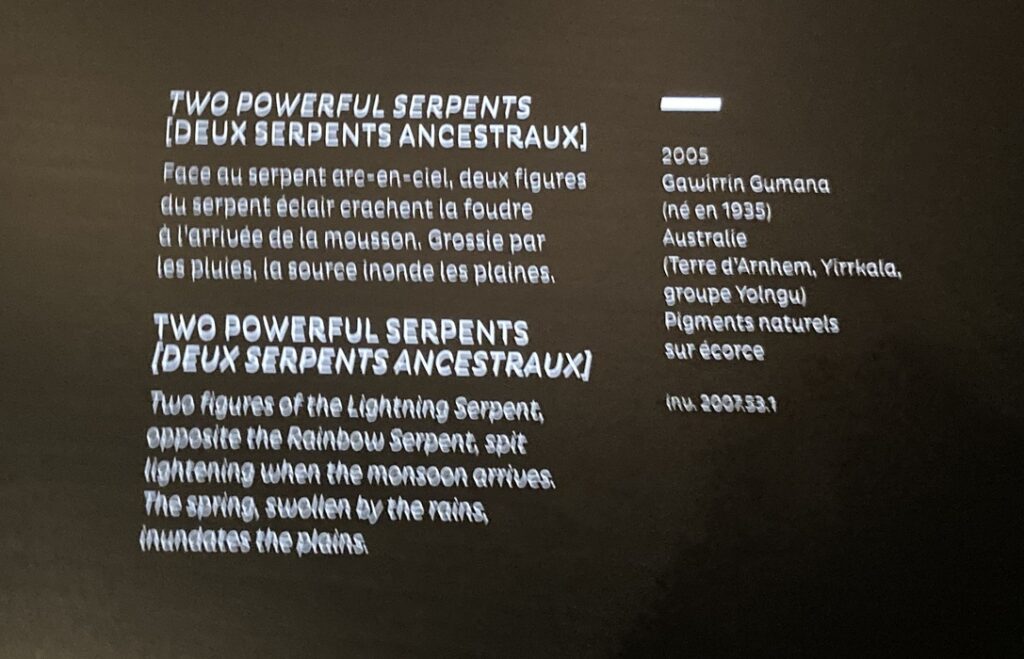 TWO POWERFUL SERPENTS
[DEUX SERPENTS ANCESTRAUX]
Face au serpent arc-en-ciel, deux figures
du serpent éclair crachent la foudre
à l'arrivée de la mousson. Grossie par
les pluies, la source inonde les plaines.
TWO POWERFUL SERPENTS
[DEUX SERPENTS ANCESTRAUX]
Two figures of the Lightning Serpent,
opposite the Rainbow Serpent, spit
lightening when the monsoon arrives.
The spring, swollen by the rains,
inundates the plains.
2005
Gawirrin Gumana
(né en 1935)
Australie
(Terre d'Arnhem, Yirrkala,
groupe Yolngu)
Pigments naturels
sur écorce
inv. 2007.53.1